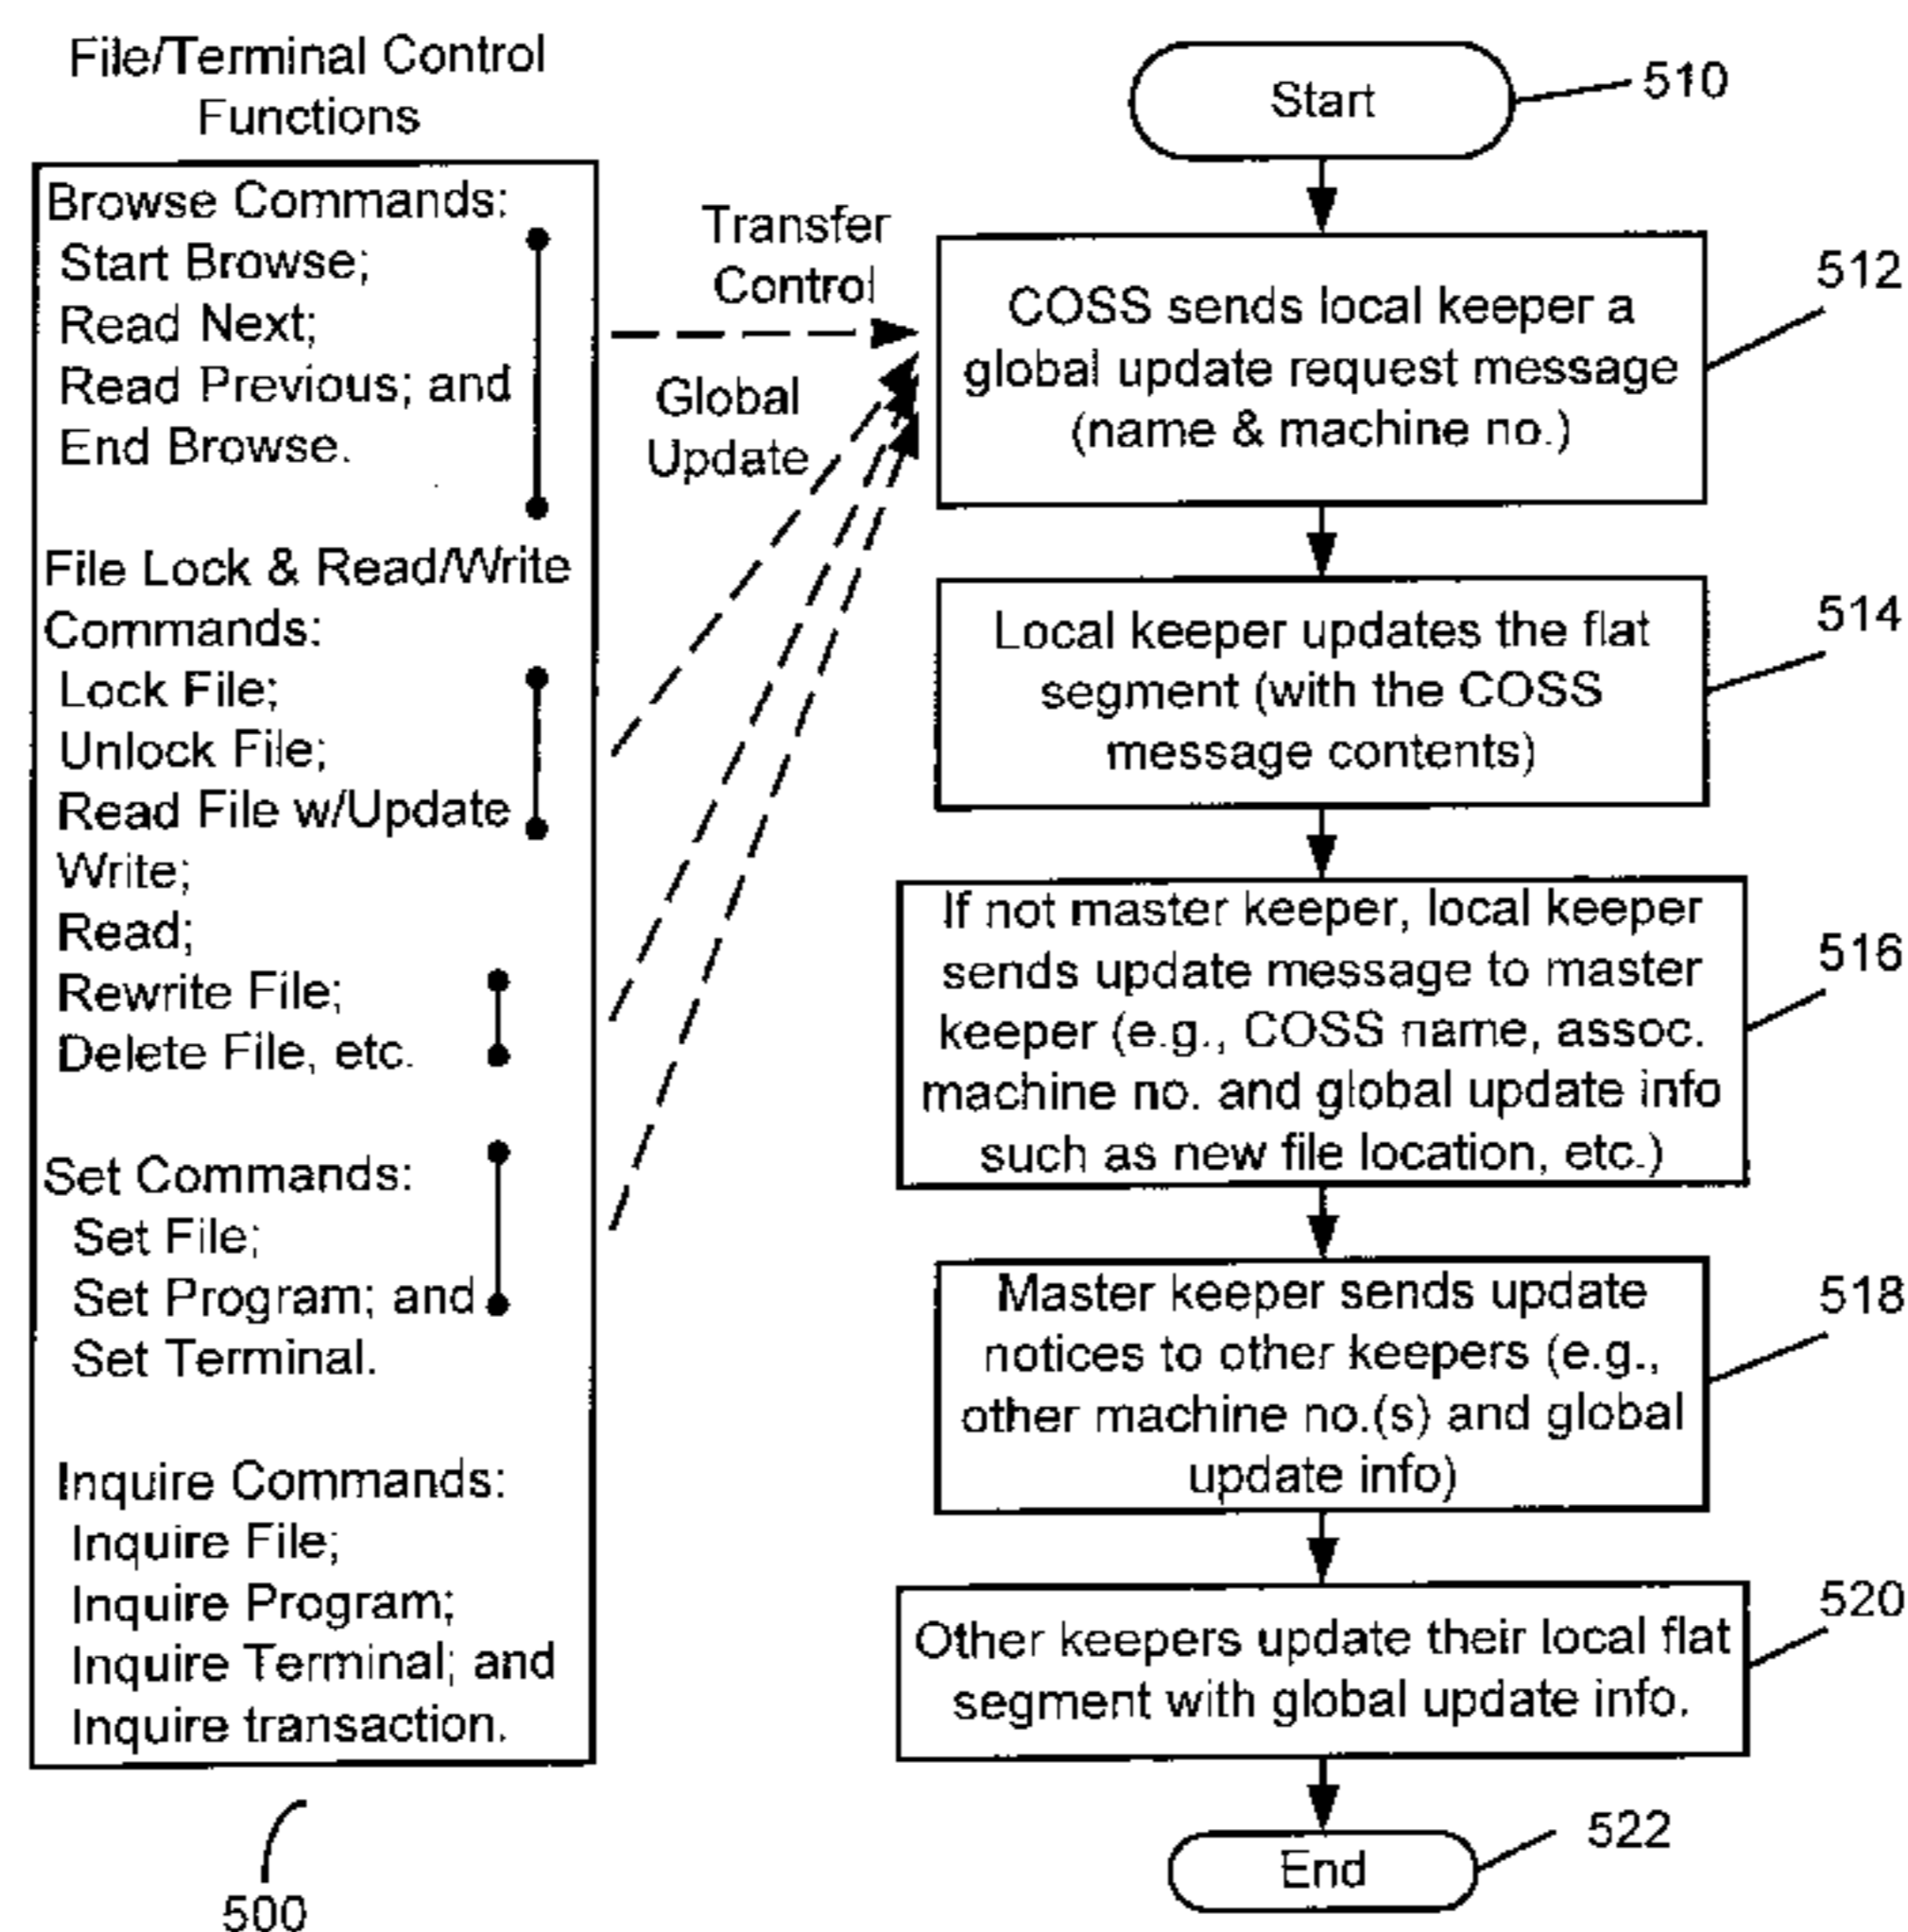 File/Terminal Control
Functions
Browse Commands:
Start Browse;
Read Next;
Read Previous; and
End Browse.
File Lock & Read/Write
Commands:
Lock File;
Unlock File;
Read File w/Update
Write;
Read;
Rewrite File;
Delete File, etc.
Set Commands:
Set File;
Set Program; and
Set Terminal.
Inquire Commands:
Inquire File;
Inquire Program;
Inquire Terminal; and
Inquire transaction.
500
Transfer
Control
Global
Update
Start
510
COSS sends local keeper a
global update request message
(name & machine no.)
512
Local keeper updates the flat
segment (with the COSS
message contents)
514
If not master keeper, local keeper
sends update message to master
keeper (e.g., COSS name, assoc.
machine no. and global update info
such as new file location, etc.)
516
Master keeper sends update
notices to other keepers (e.g.,
other machine no.(s) and global
update info)
518
Other keepers update their local flat
segment with global update info.
520
End
522